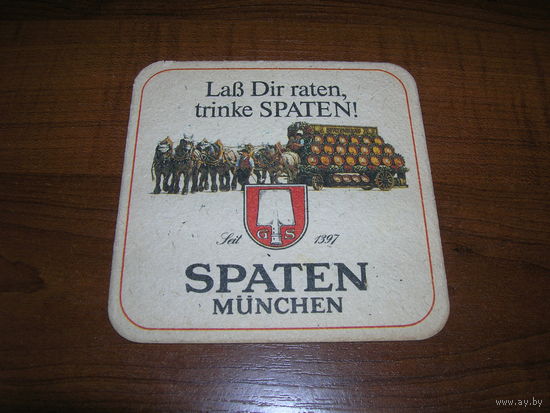 Laß Dir raten,
trinke SPATEN!
G S
Seit 1397
SPATEN
MÜNCHEN
www.ay.by